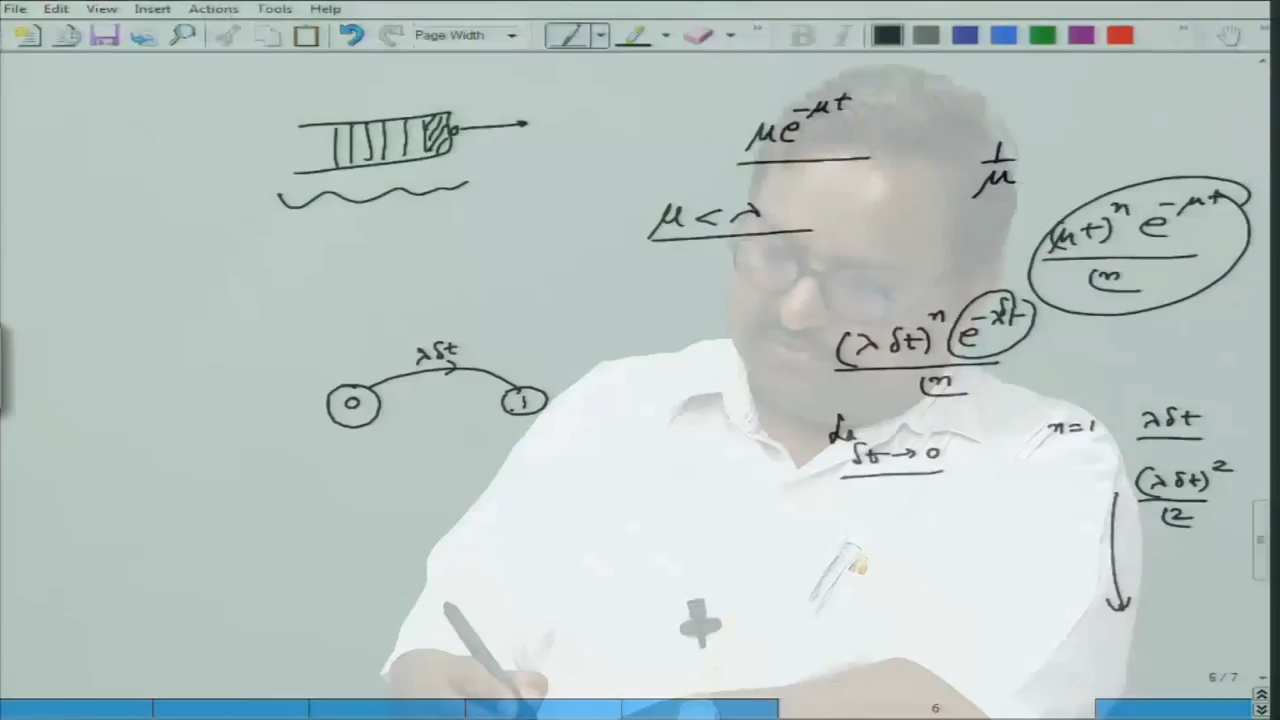 File Edit View Insert Actions Tools Help
Page Width
B I
μe^{-μt}
1/μ
μ < λ
(μt)^n e^{-μt} / |n
(λδt)^n e^{-λδt} / |n
λδt
0 1
δt → 0
n=1 λδt
(λδt)^2 / |2
6 / 7
6